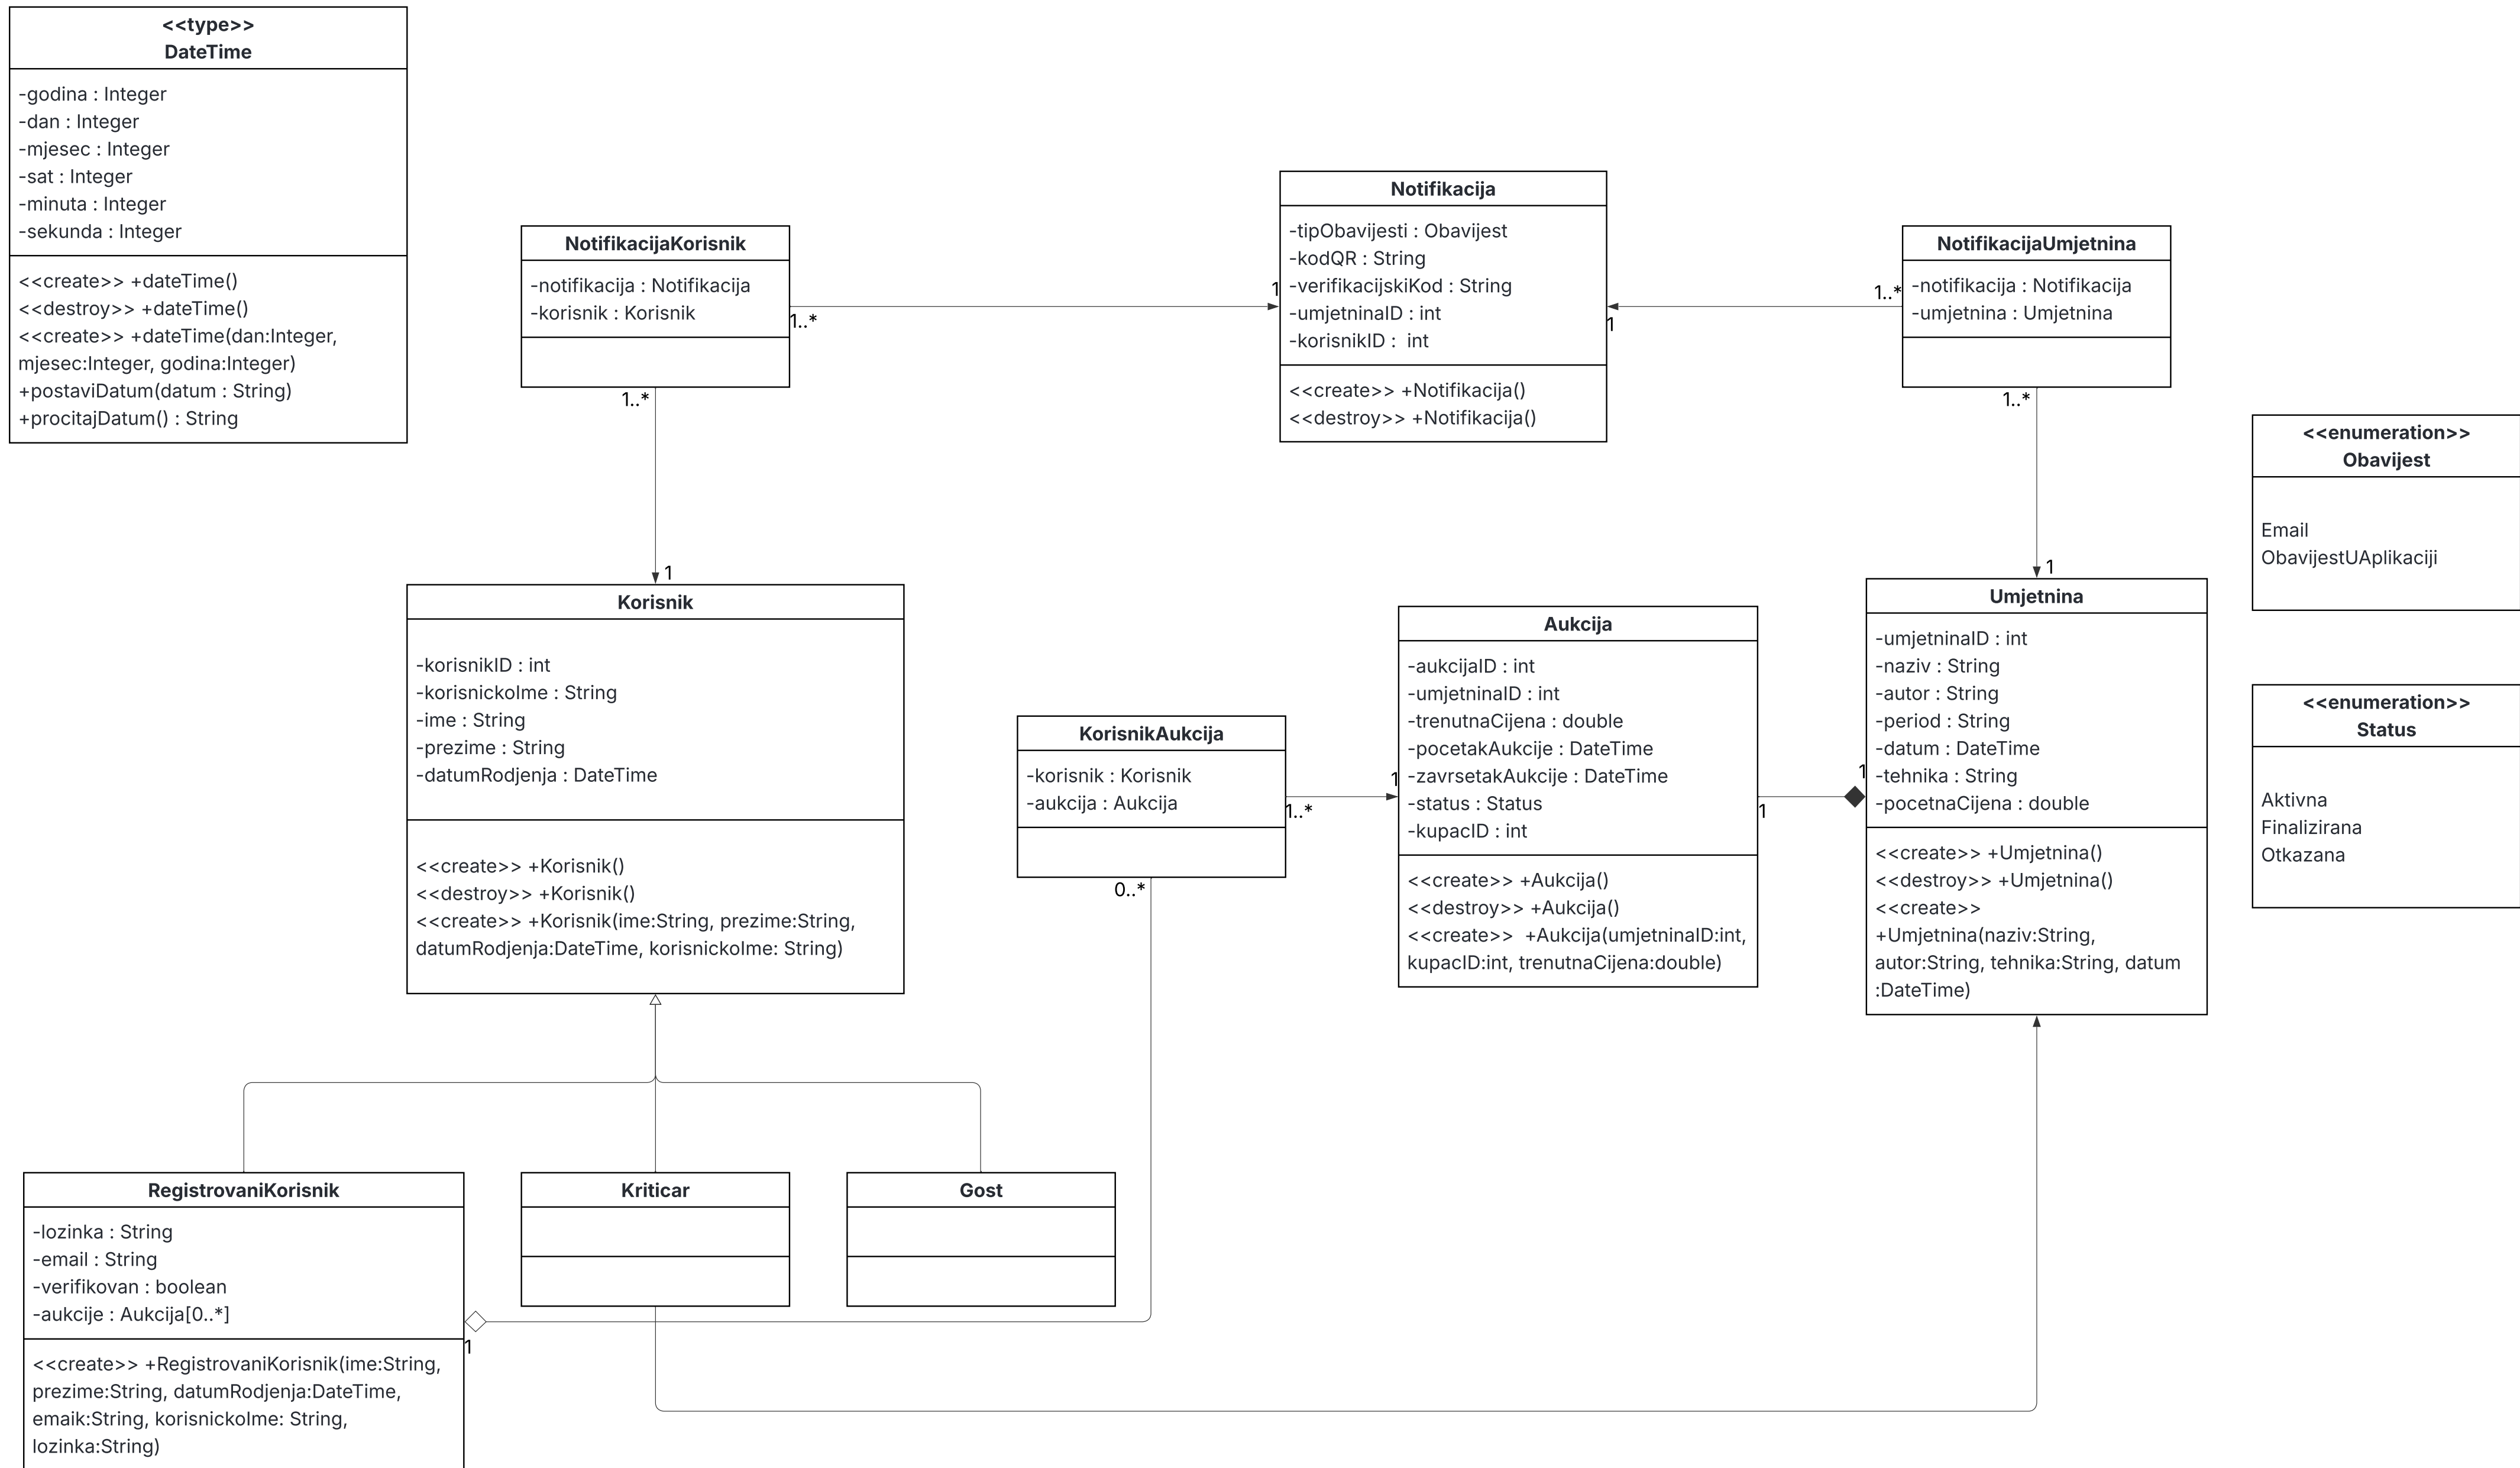 <<type>>
DateTime
-godina : Integer
-dan : Integer
-mjesec : Integer
-sat : Integer
-minuta : Integer
-sekunda : Integer
<<create>> +dateTime()
<<destroy>> +dateTime()
<<create>> +dateTime(dan:Integer,
mjesec:Integer, godina:Integer)
+postaviDatum(datum : String)
+procitajDatum() : String
NotifikacijaKorisnik
-notifikacija : Notifikacija
-korisnik : Korisnik
1..*
1
1..*
1
Notifikacija
-tipObavijesti : Obavijest
-kodQR : String
-verifikacijskiKod : String
-umjetninaID : int
-korisnikID :  int
<<create>> +Notifikacija()
<<destroy>> +Notifikacija()
NotifikacijaUmjetnina
-notifikacija : Notifikacija
-umjetnina : Umjetnina
1..*
1
1..*
1
<<enumeration>>
Obavijest
Email
ObavijestUAplikaciji
Korisnik
-korisnikID : int
-korisnickoIme : String
-ime : String
-prezime : String
-datumRodjenja : DateTime
<<create>> +Korisnik()
<<destroy>> +Korisnik()
<<create>> +Korisnik(ime:String, prezime:String,
datumRodjenja:DateTime, korisnickoIme: String)
KorisnikAukcija
-korisnik : Korisnik
-aukcija : Aukcija
1..*
1
0..*
Aukcija
-aukcijaID : int
-umjetninaID : int
-trenutnaCijena : double
-pocetakAukcije : DateTime
-zavrsetakAukcije : DateTime
-status : Status
-kupacID : int
<<create>> +Aukcija()
<<destroy>> +Aukcija()
<<create>>  +Aukcija(umjetninaID:int,
kupacID:int, trenutnaCijena:double)
1
1
Umjetnina
-umjetninaID : int
-naziv : String
-autor : String
-period : String
-datum : DateTime
-tehnika : String
-pocetnaCijena : double
<<create>> +Umjetnina()
<<destroy>> +Umjetnina()
<<create>>
+Umjetnina(naziv:String,
autor:String, tehnika:String, datum
:DateTime)
<<enumeration>>
Status
Aktivna
Finalizirana
Otkazana
RegistrovaniKorisnik
-lozinka : String
-email : String
-verifikovan : boolean
-aukcije : Aukcija[0..*]
<<create>> +RegistrovaniKorisnik(ime:String,
prezime:String, datumRodjenja:DateTime,
emaik:String, korisnickoIme: String,
lozinka:String)
1
Kriticar
Gost